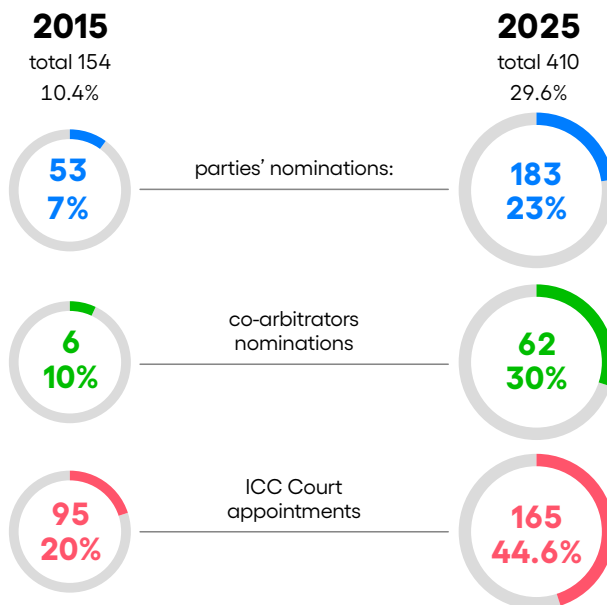 2015
total 154
10.4%
2025
total 410
29.6%
53
7%
parties’ nominations:
183
23%
6
10%
co-arbitrators
nominations
62
30%
95
20%
ICC Court
appointments
165
44.6%